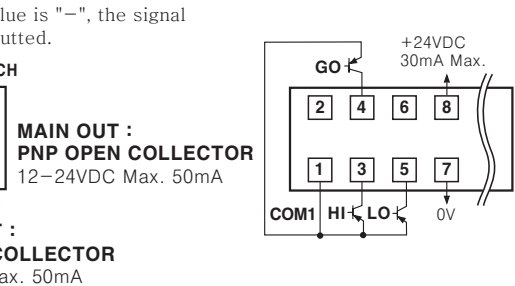 alue is "−", the signal
utted.
CH
MAIN OUT :
PNP OPEN COLLECTOR
12−24VDC Max. 50mA
T :
COLLECTOR
ax. 50mA
+24VDC
30mA Max.
GO
2 4 6 8
1 3 5 7
COM1 HI LO 0V